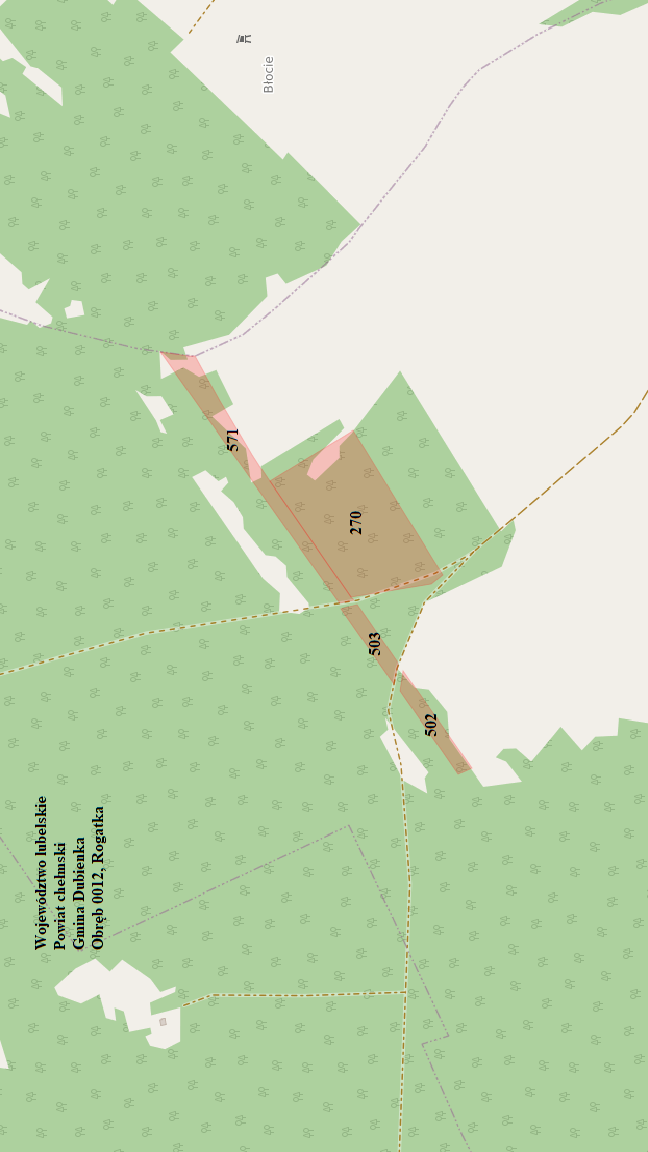 Województwo lubelskie
Powiat chełmski
Gmina Dubienka
Obręb 0012, Rogatka
571
270
503
502
Błocie